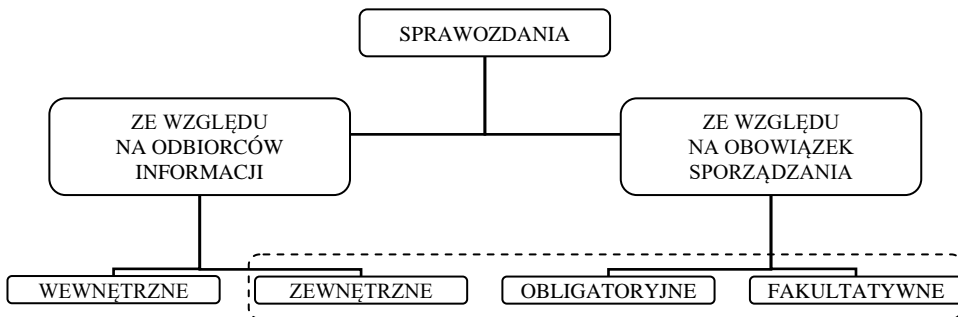 SPRAWOZDANIA
ZE WZGLĘDU
NA ODBIORCÓW
INFORMACJI
ZE WZGLĘDU
NA OBOWIĄZEK
SPORZĄDZANIA
WEWNĘTRZNE
ZEWNĘTRZNE
OBLIGATORYJNE
FAKULTATYWNE